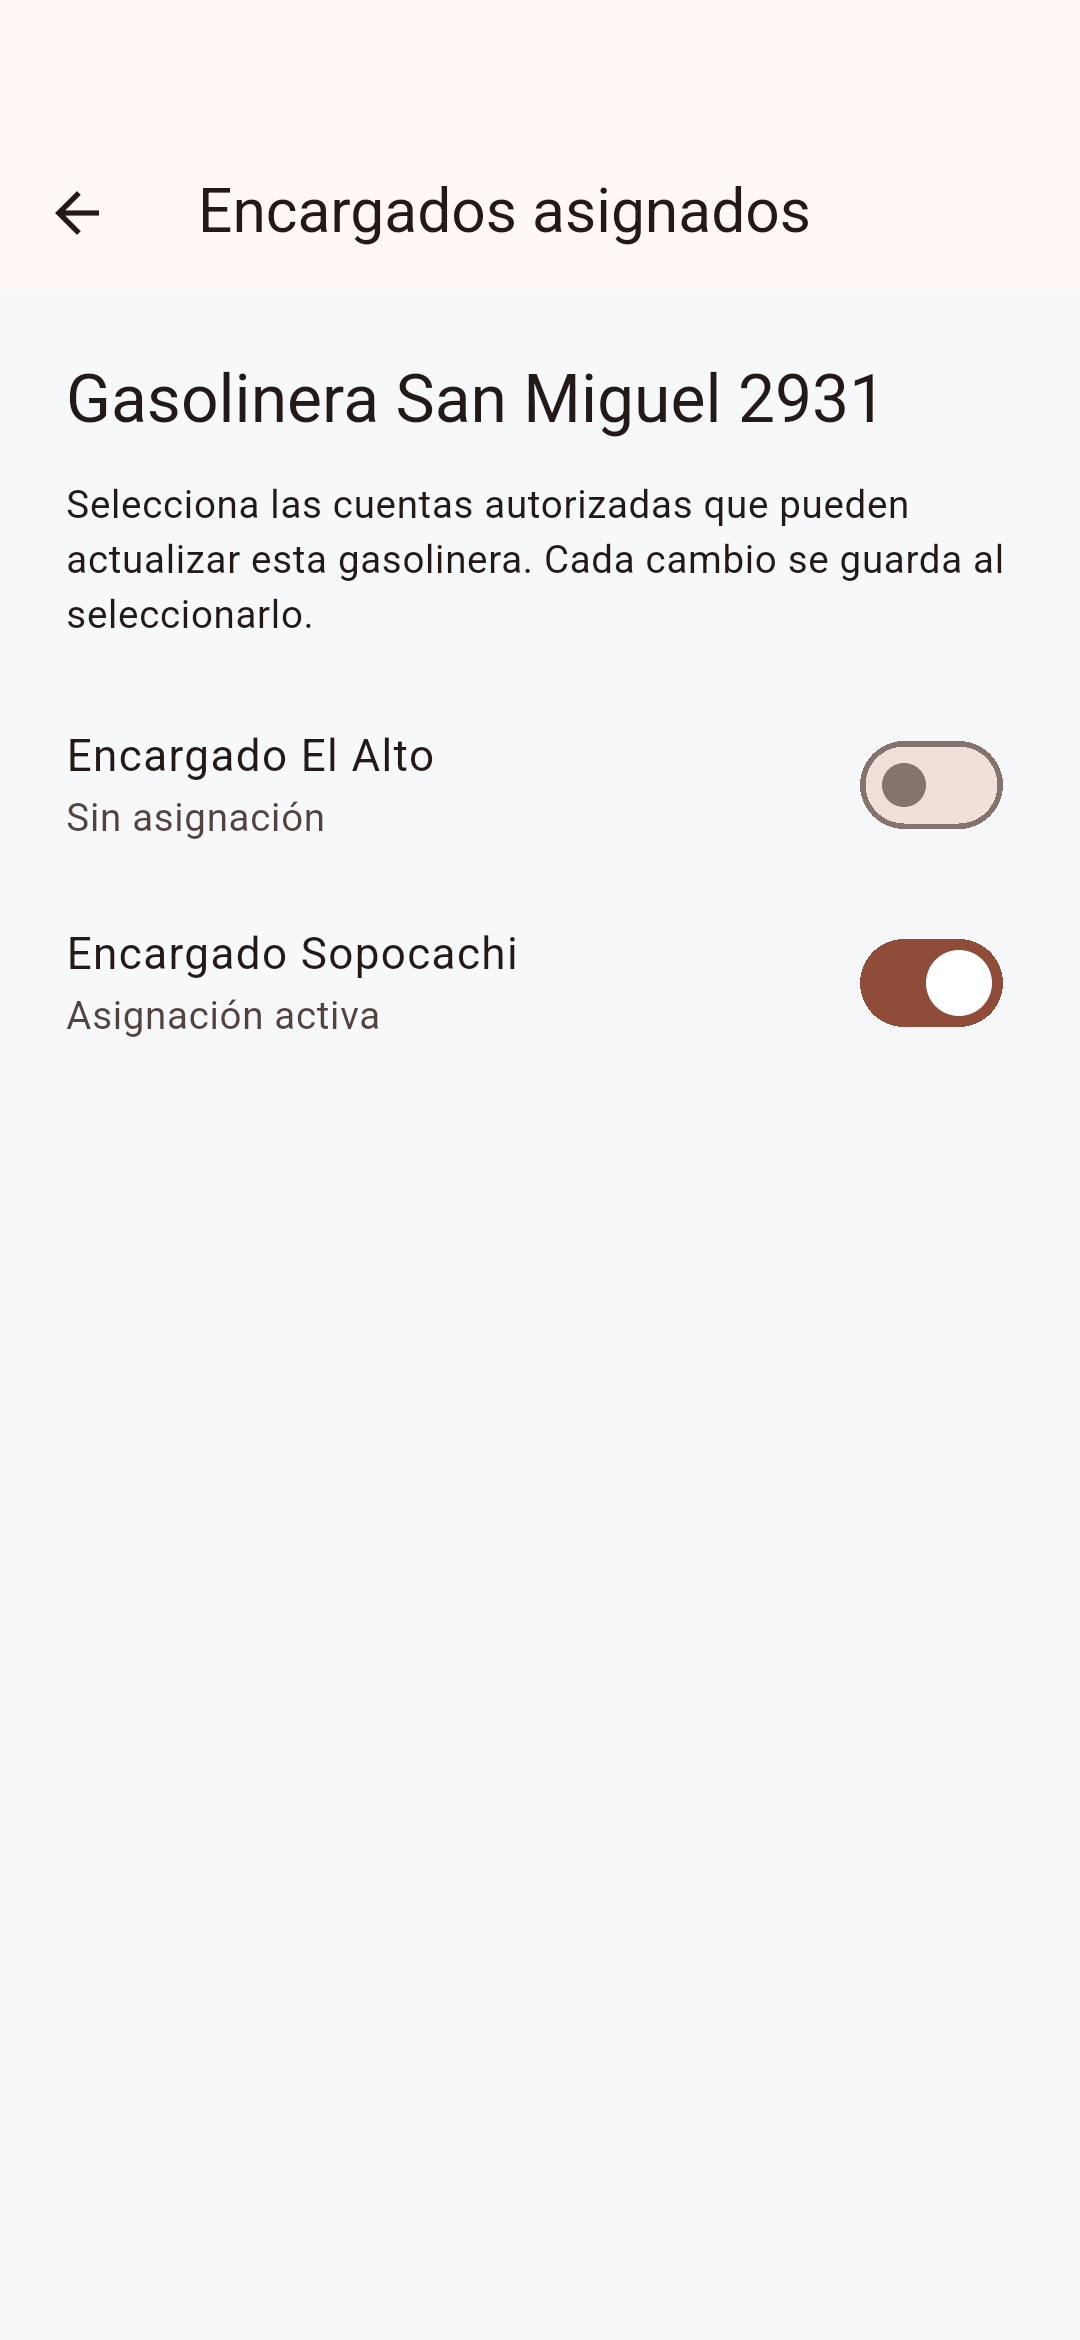 Encargados asignados
Gasolinera San Miguel 2931
Selecciona las cuentas autorizadas que pueden
actualizar esta gasolinera. Cada cambio se guarda al
seleccionarlo.
Encargado El Alto
Sin asignación
Encargado Sopocachi
Asignación activa